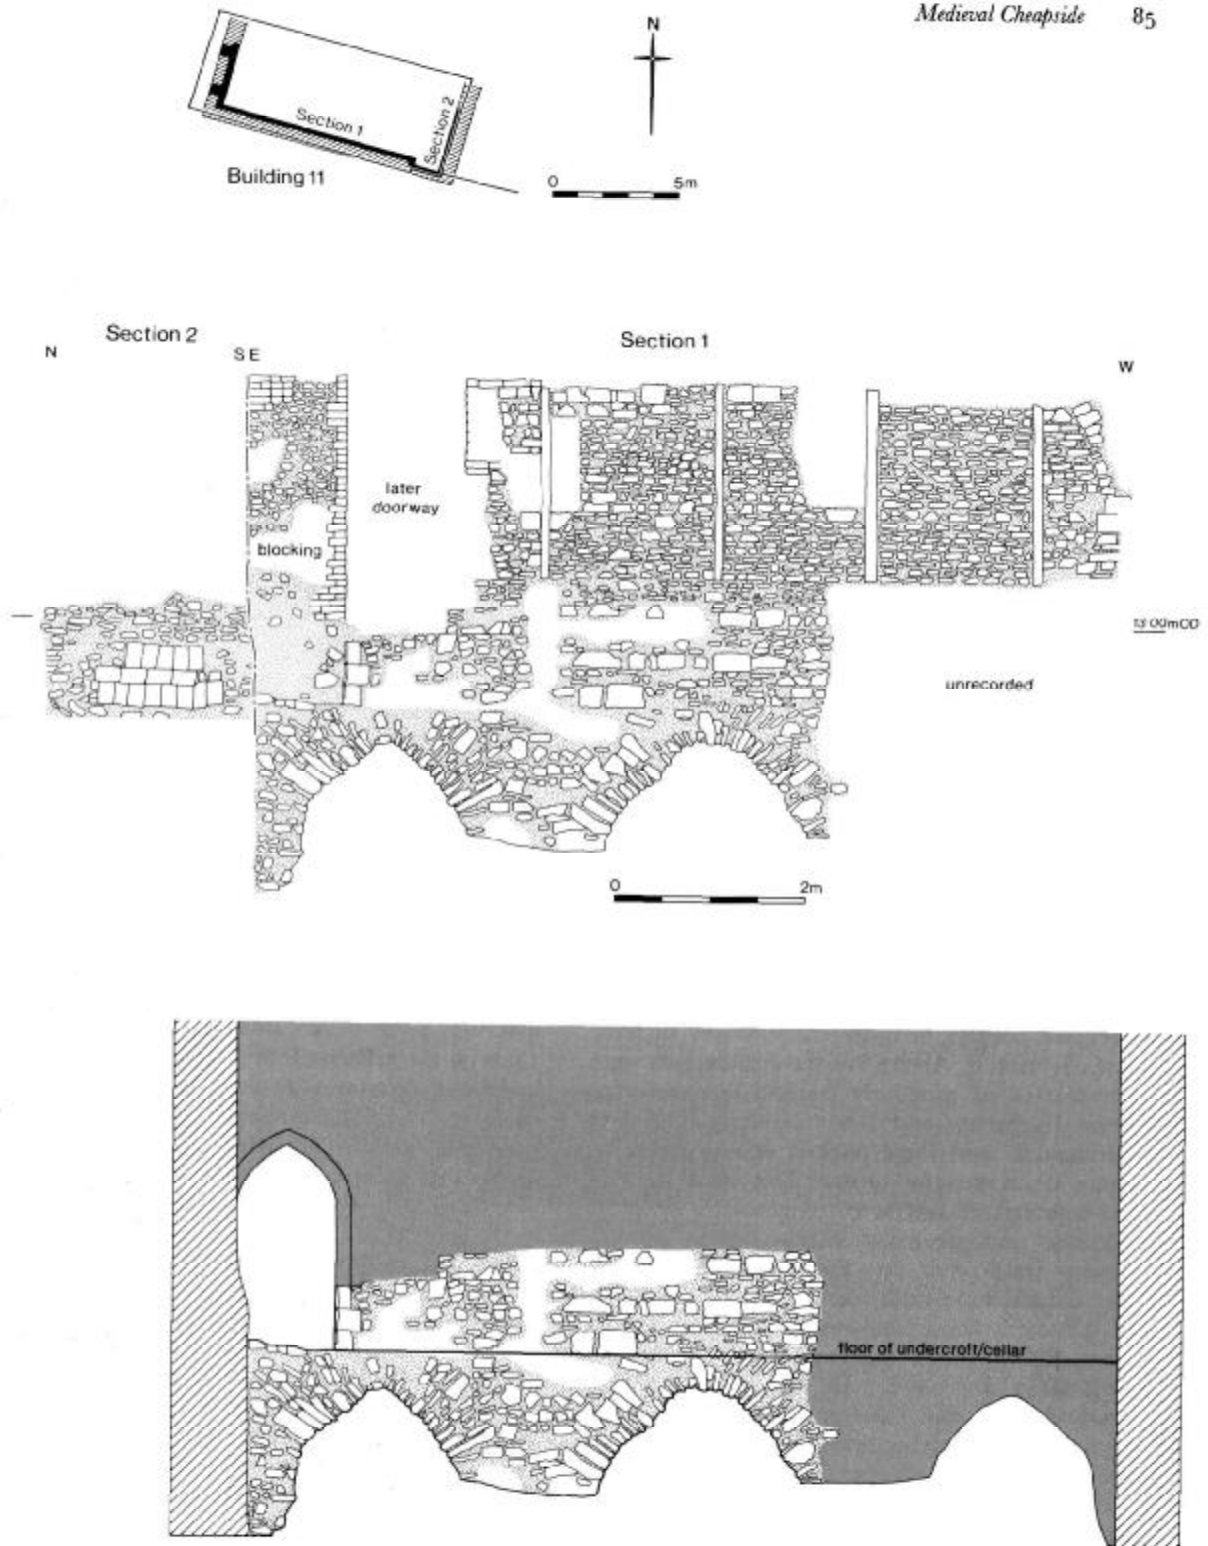 Medieval Cheapside 85
N
Section 1
Section 2
Building 11
0 5m
Section 2
Section 1
N
S E
W
later
doorway
blocking
13 00mOD
unrecorded
0 2m
floor of undercroft/cellar